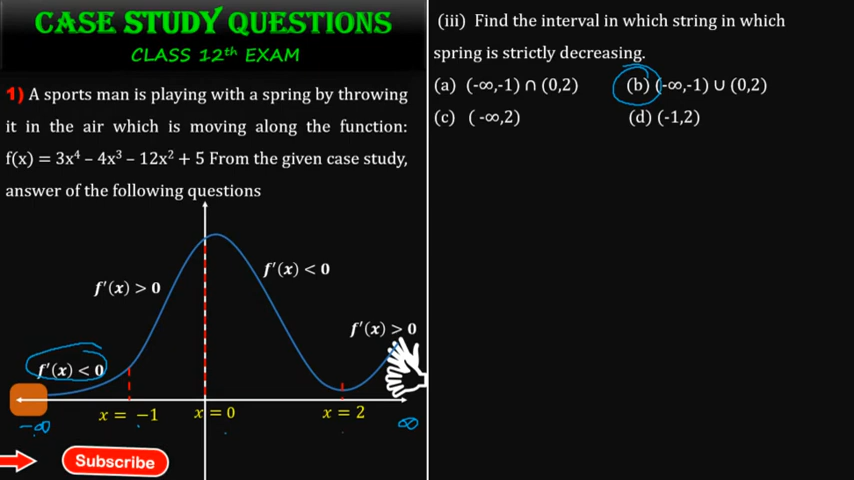 CASE STUDY QUESTIONS
CLASS 12th EXAM
1) A sports man is playing with a spring by throwing
it in the air which is moving along the function:
f(x) = 3x⁴ – 4x³ – 12x² + 5 From the given case study,
answer of the following questions
f′(x) < 0
f′(x) > 0
f′(x) > 0
f′(x) < 0
x = −1
x = 0
x = 2
-∞
∞
Subscribe
(iii) Find the interval in which string in which
spring is strictly decreasing.
(a) (-∞,-1) ∩ (0,2) (b) (-∞,-1) ∪ (0,2)
(c) ( -∞,2) (d) (-1,2)